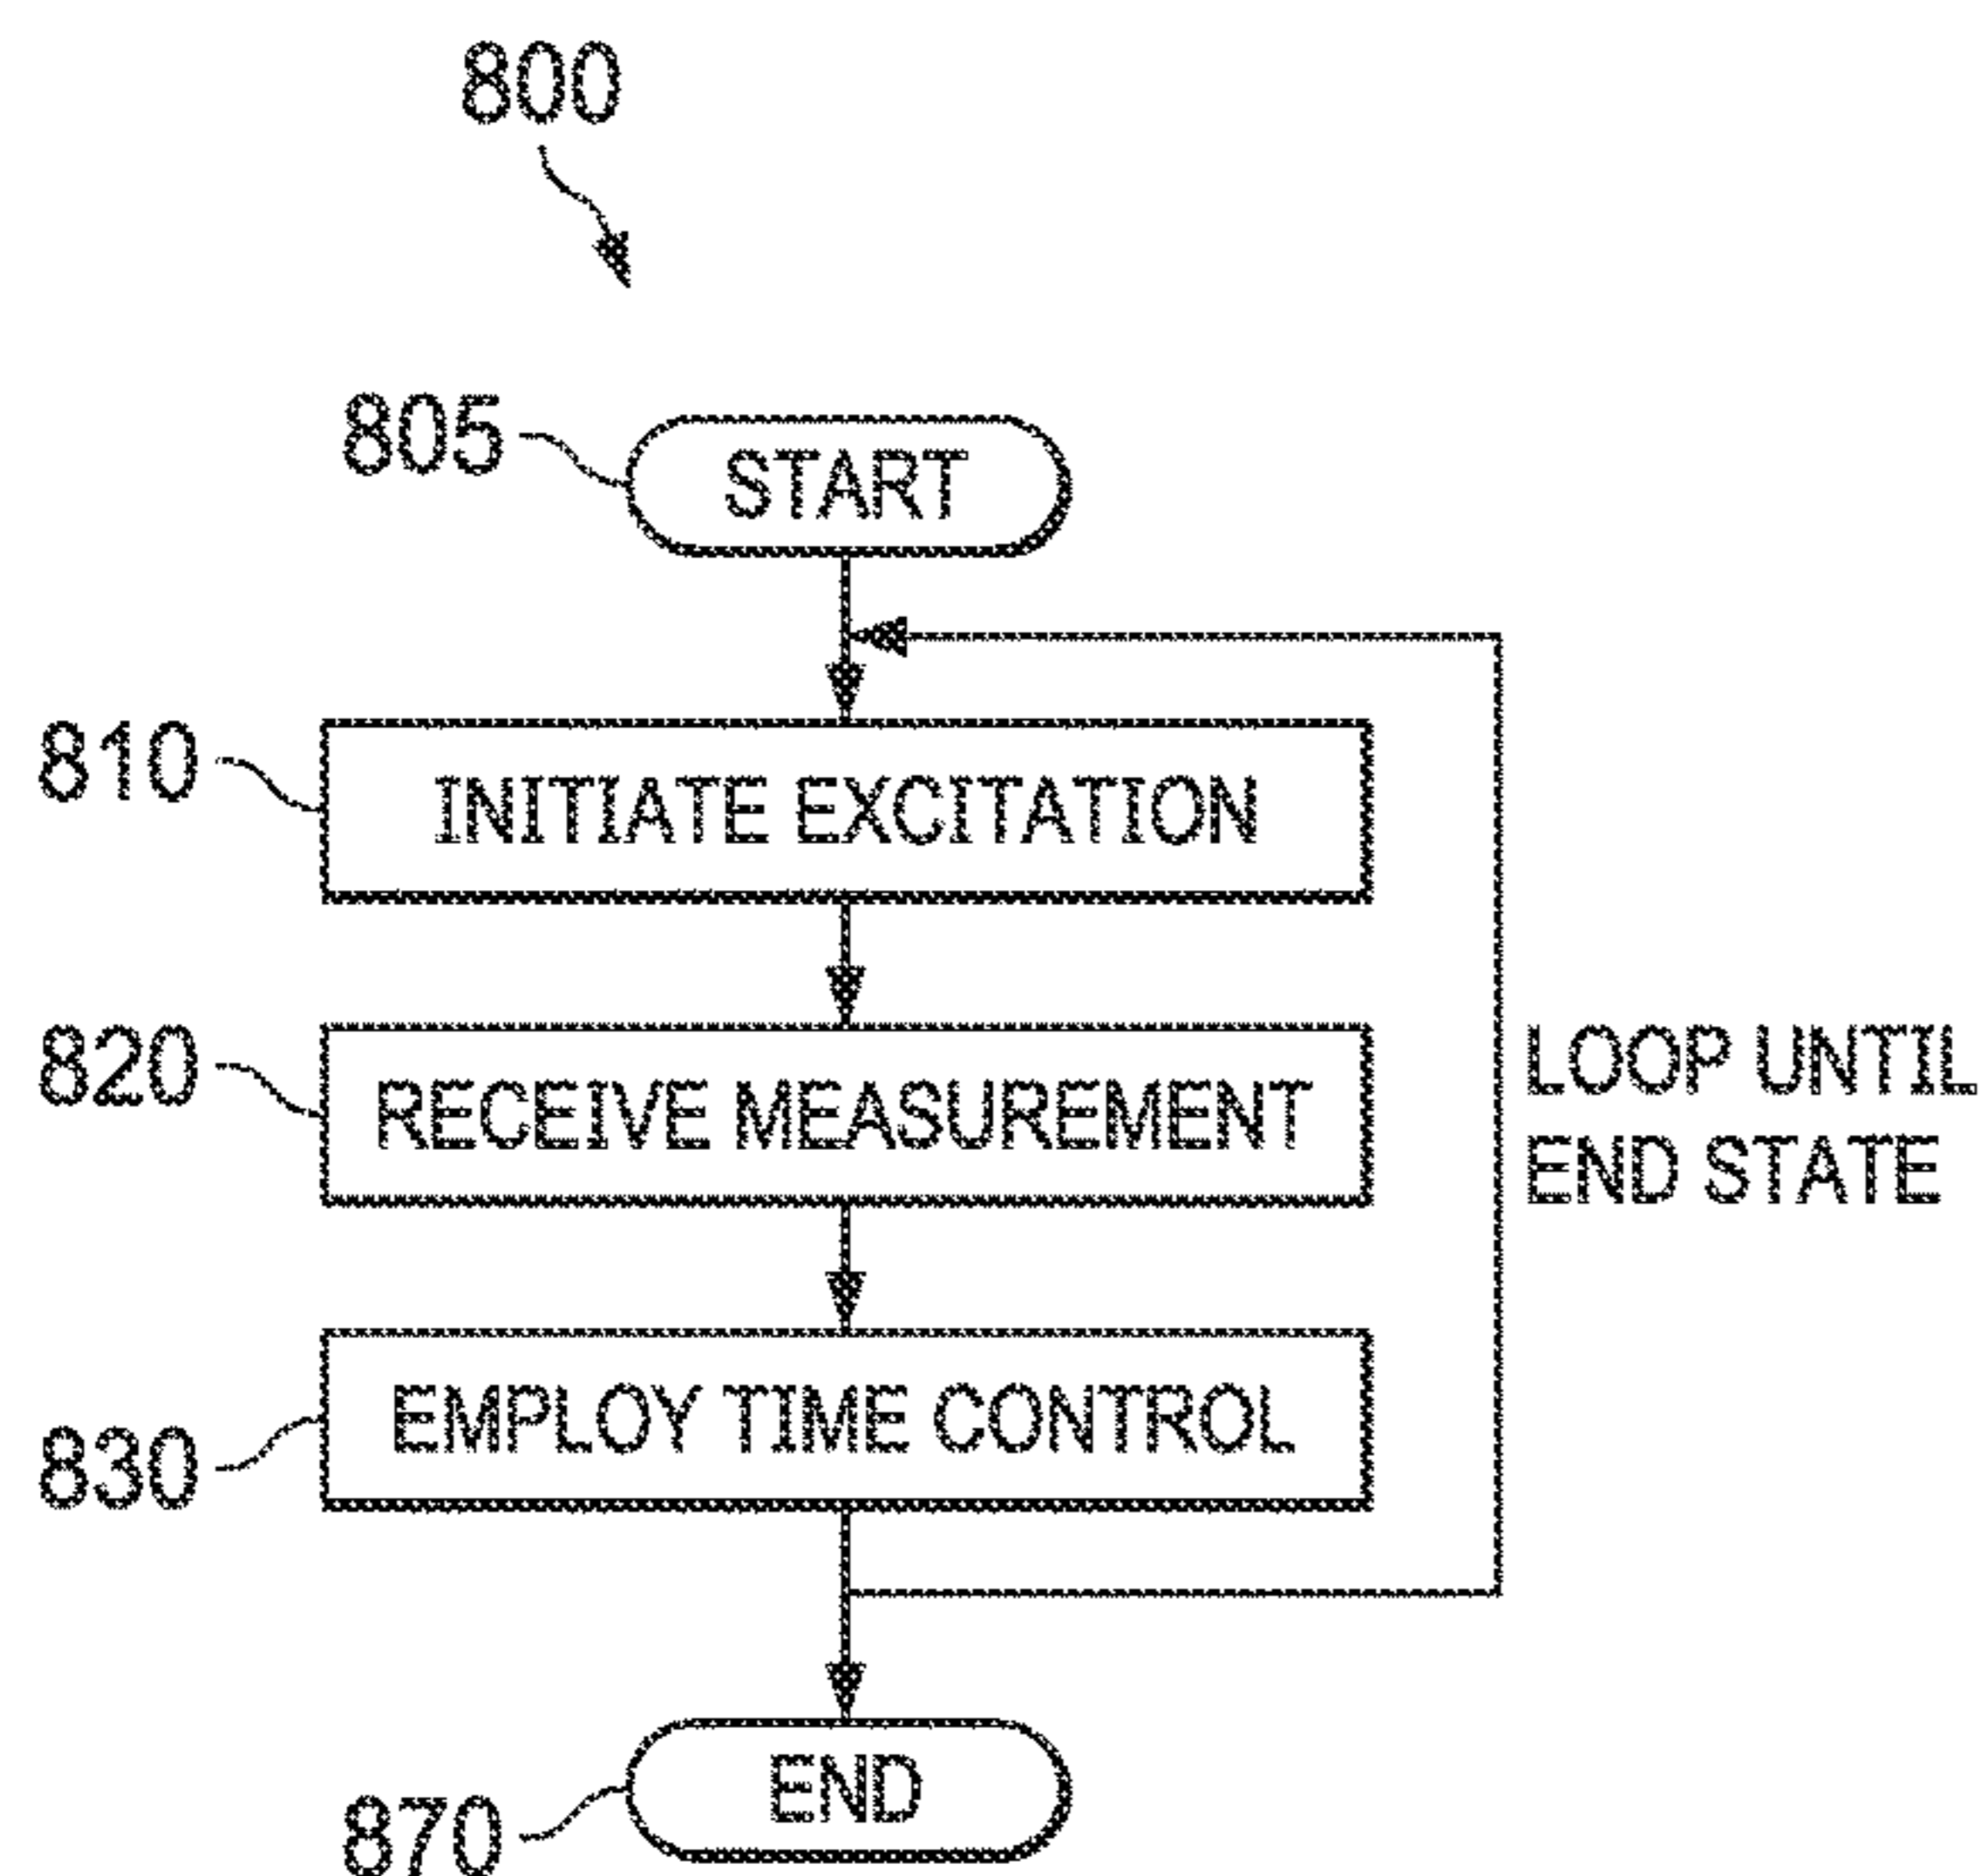 800
805
START
810
INITIATE EXCITATION
820
RECEIVE MEASUREMENT
LOOP UNTIL
END STATE
830
EMPLOY TIME CONTROL
870
END